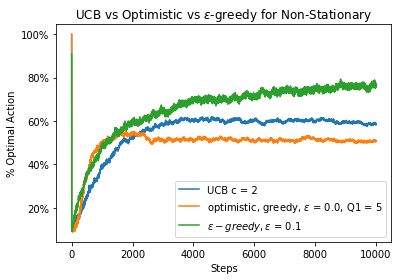 UCB vs Optimistic vs ε-greedy for Non-Stationary
100%
80%
60%
40%
20%
% Optimal Action
UCB c = 2
optimistic, greedy, ε = 0.0, Q1 = 5
ε − greedy, ε = 0.1
0 2000 4000 6000 8000 10000
Steps